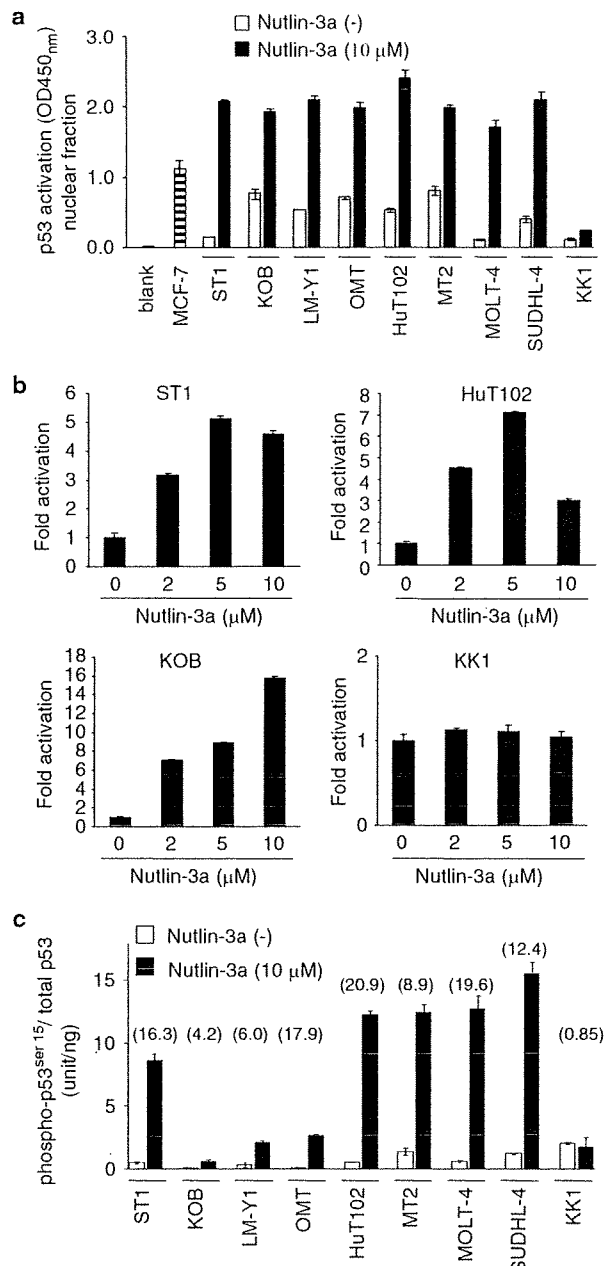 a
Nutlin-3a (-)
Nutlin-3a (10 μM)
p53 activation (OD450nm)
nuclear fraction
3.0
2.0
1.0
0.0
blank
MCF-7
ST1
KOB
LM-Y1
OMT
HuT102
MT2
MOLT-4
SUDHL-4
KK1
b
ST1
Fold activation
6
5
4
3
2
1
0 2 5 10
Nutlin-3a (μM)
HuT102
Fold activation
8
7
6
5
4
3
2
1
0 2 5 10
Nutlin-3a (μM)
KOB
Fold activation
18
16
14
12
10
8
6
4
2
0
0 2 5 10
Nutlin-3a (μM)
KK1
Fold activation
2
1
0
0 2 5 10
Nutlin-3a (μM)
c
Nutlin-3a (-)
Nutlin-3a (10 μM)
phospho-p53ser 15/ total p53
(unit/ng)
15
10
5
0
(16.3) (4.2) (6.0) (17.9) (20.9) (8.9) (19.6) (12.4) (0.85)
ST1
KOB
LM-Y1
OMT
HuT102
MT2
MOLT-4
SUDHL-4
KK1